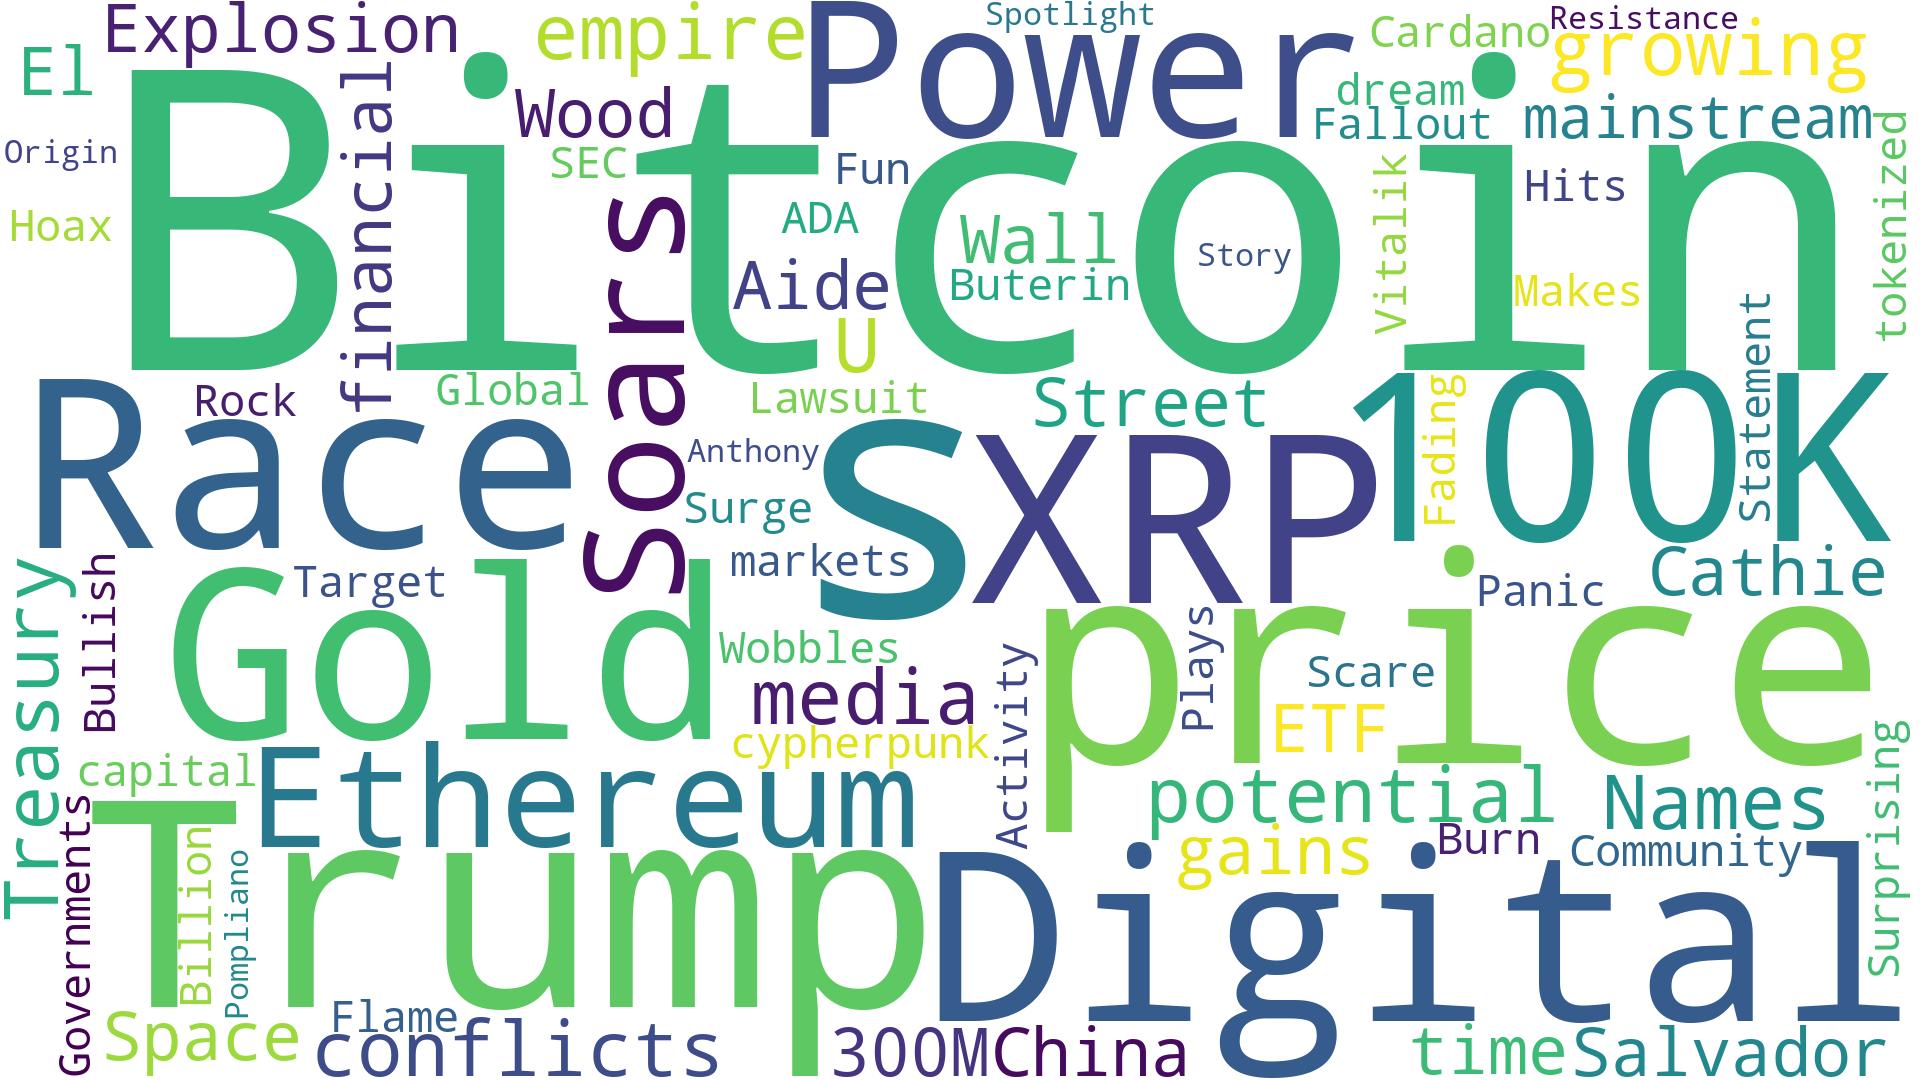 Explosion
empire
Power
Spotlight
Cardano
Resistance
growing
El
Bitcoin
financial
Wood
dream
Fallout
mainstream
tokenized
Origin
SEC
Fun
Vitalik
Hits
Hoax
Soars
ADA
Wall
Story
Aide
Buterin
Makes
U
Statement
Rock
Global
Lawsuit
Street
100K
Fading
Race
Anthony
S
XRP
Surge
markets
Cathie
Panic
Treasury
Bullish
Target
Gold
price
Wobbles
Activity
Plays
Scare
media
ETF
cypherpunk
Surprising
capital
Ethereum
potential
Names
Governments
Trump
Billion
Pompliano
gains
Burn
Community
Digital
Space
Flame
conflicts
300M
China
time
Salvador